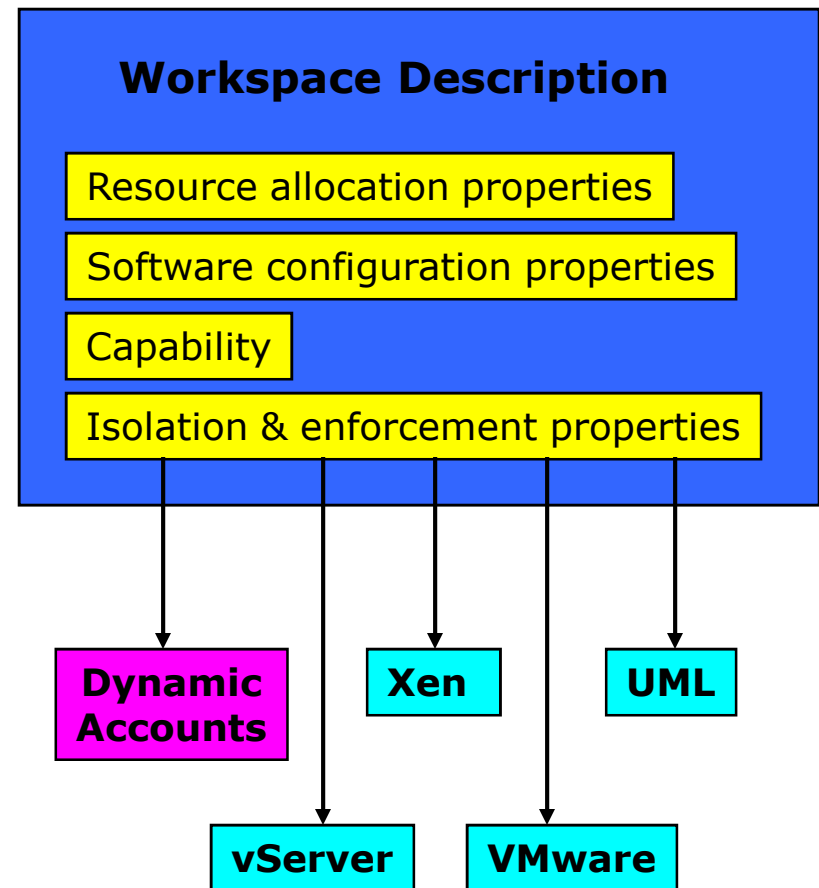 Workspace Description
Resource allocation properties
Software configuration properties
Capability
Isolation & enforcement properties
Dynamic
Accounts
Xen
UML
vServer
VMware